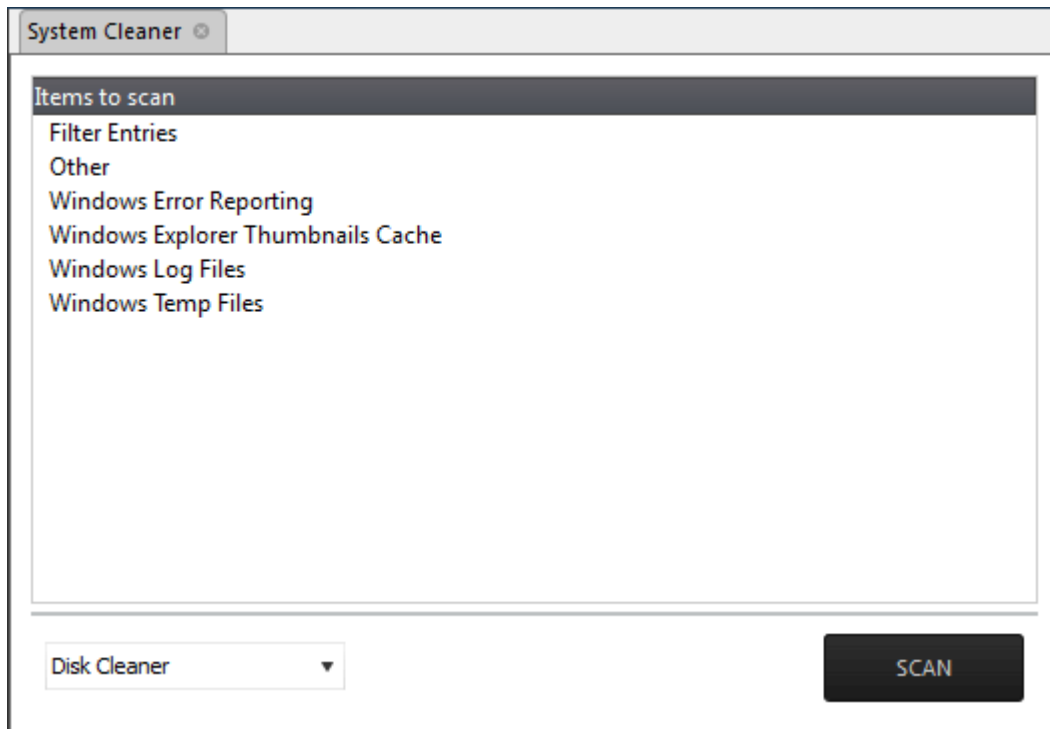 System Cleaner
Items to scan
Filter Entries
Other
Windows Error Reporting
Windows Explorer Thumbnails Cache
Windows Log Files
Windows Temp Files
Disk Cleaner
SCAN